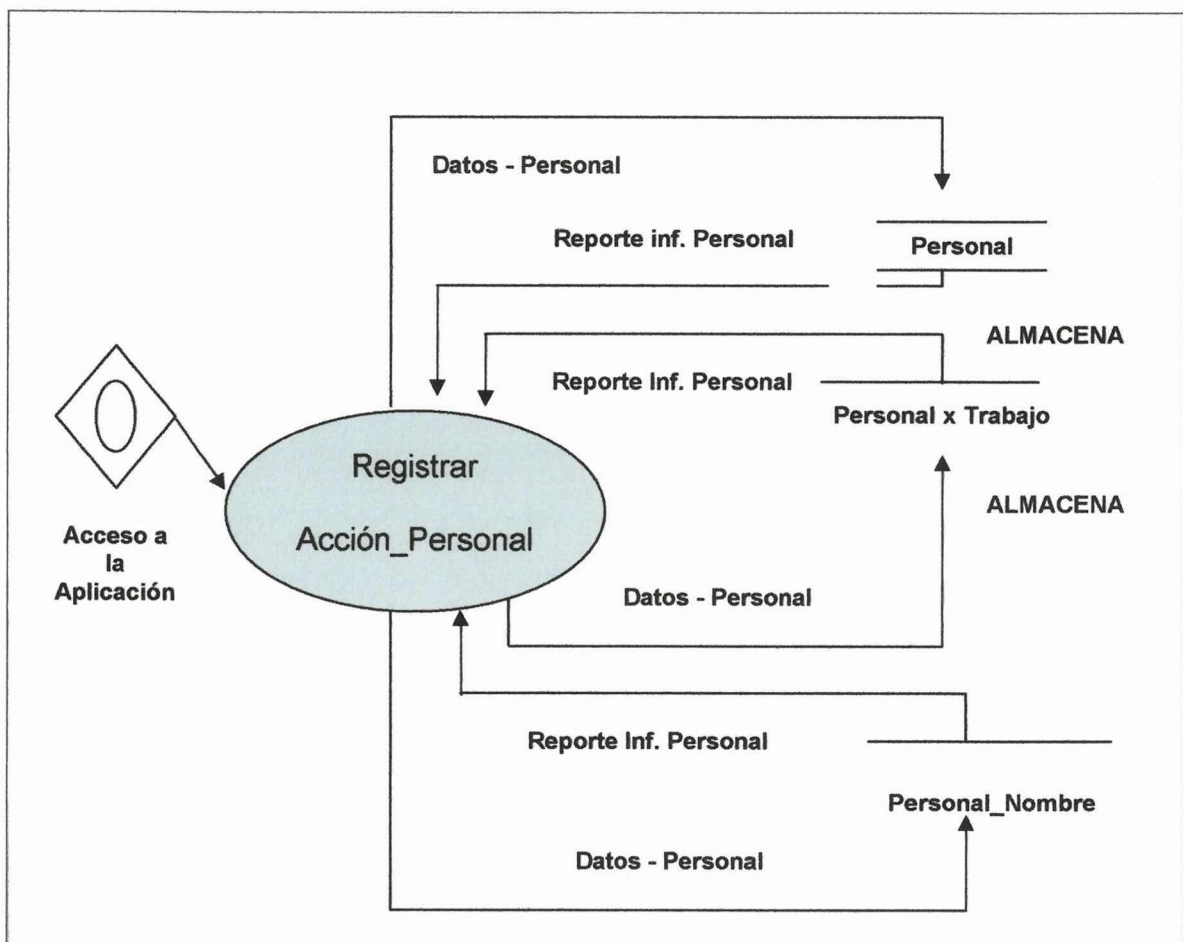 Datos - Personal
Reporte inf. Personal
Personal
ALMACENA
Reporte Inf. Personal
Personal x Trabajo
Registrar
Acción_Personal
ALMACENA
Acceso a
la
Aplicación
Datos - Personal
Reporte Inf. Personal
Personal_Nombre
Datos - Personal